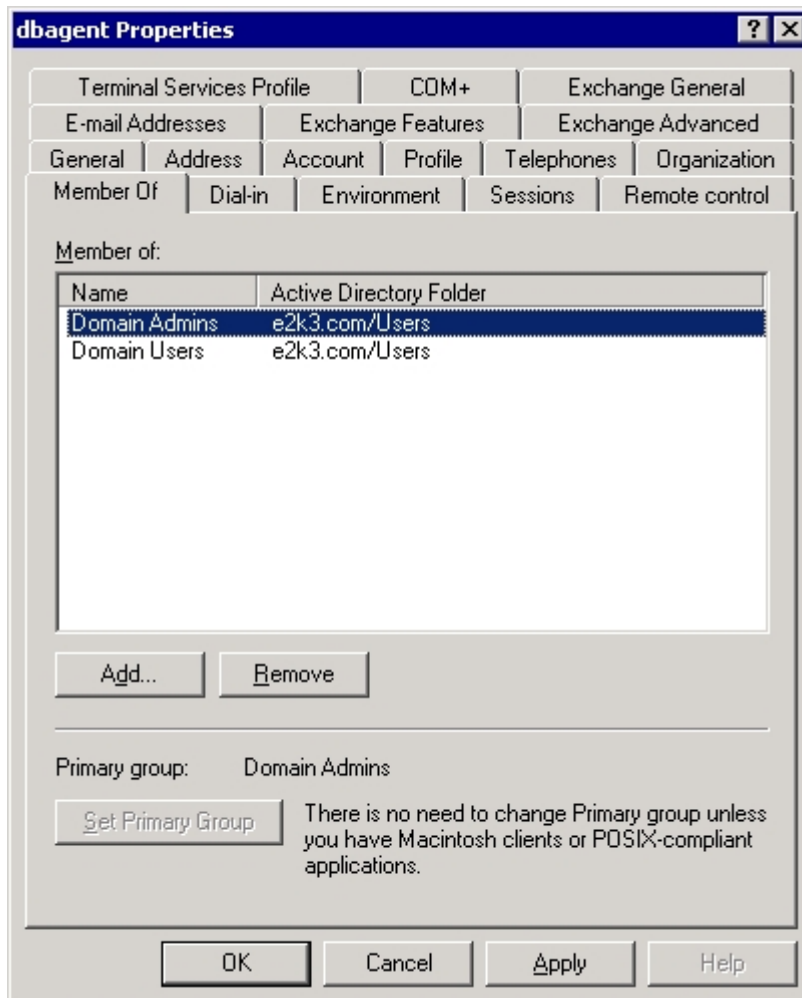 dbagent Properties
Terminal Services Profile COM+ Exchange General
E-mail Addresses Exchange Features Exchange Advanced
General Address Account Profile Telephones Organization
Member Of Dial-in Environment Sessions Remote control
Member of:
Name Active Directory Folder
Domain Admins e2k3.com/Users
Domain Users e2k3.com/Users
Add... Remove
Primary group: Domain Admins
Set Primary Group
There is no need to change Primary group unless
you have Macintosh clients or POSIX-compliant
applications.
OK Cancel Apply Help